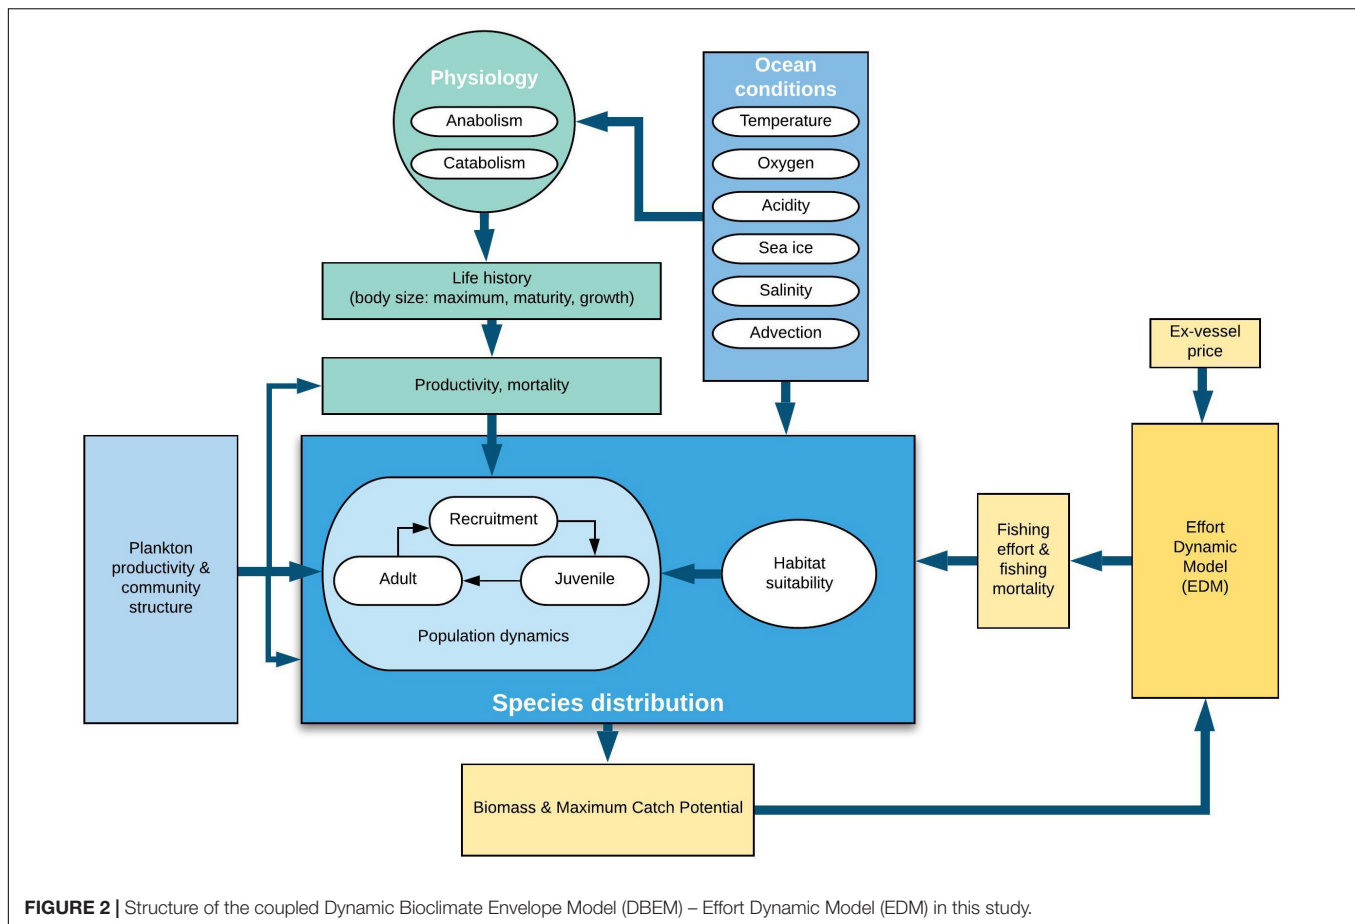 Physiology
Anabolism
Catabolism
Ocean
conditions
Temperature
Oxygen
Acidity
Sea ice
Salinity
Advection
Life history
(body size: maximum, maturity, growth)
Productivity, mortality
Ex-vessel
price
Plankton
productivity &
community
structure
Recruitment
Adult
Juvenile
Population dynamics
Habitat
suitability
Species distribution
Fishing
effort &
fishing
mortality
Effort
Dynamic
Model
(EDM)
Biomass & Maximum Catch Potential
FIGURE 2 | Structure of the coupled Dynamic Bioclimate Envelope Model (DBEM) – Effort Dynamic Model (EDM) in this study.